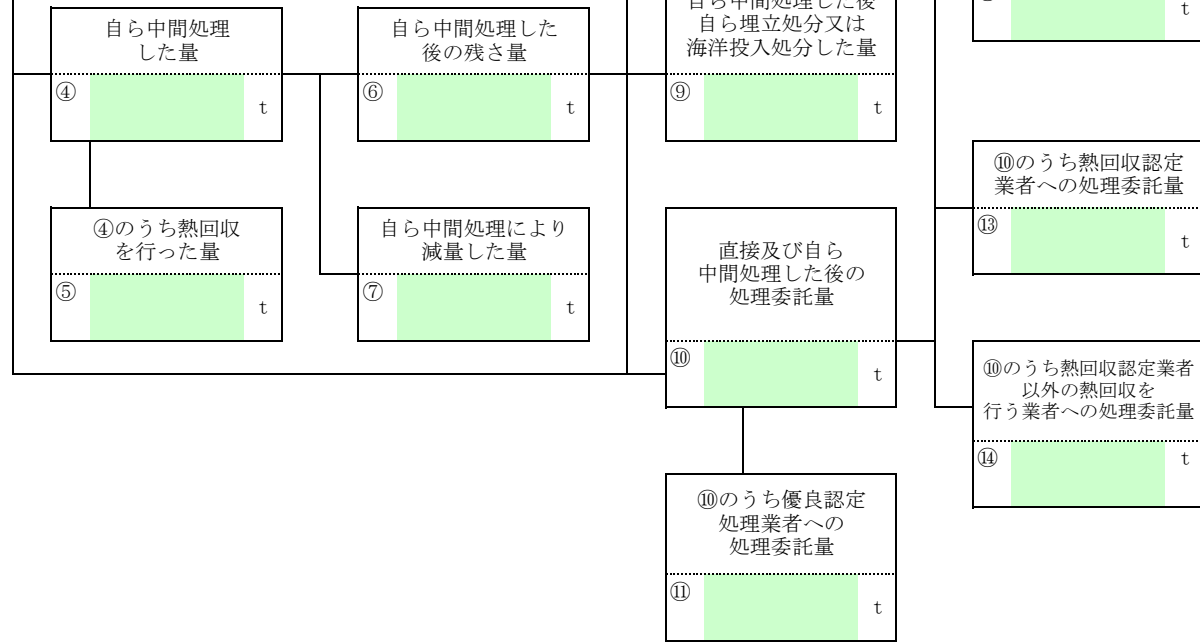 自ら中間処理
した量
④
t
自ら中間処理した
後の残さ量
⑥
t
自ら中間処理した後
自ら埋立処分又は
海洋投入処分した量
⑨
t
t
④のうち熱回収
を行った量
⑤
t
自ら中間処理により
減量した量
⑦
t
直接及び自ら
中間処理した後の
処理委託量
⑩
t
⑩のうち熱回収認定
業者への処理委託量
⑬
t
⑩のうち熱回収認定業者
以外の熱回収を
行う業者への処理委託量
⑭
t
⑩のうち優良認定
処理業者への
処理委託量
⑪
t